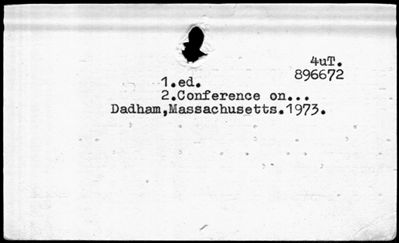 4uT.
896672
1.ed.
2.Conference on...
Dadham,Massachusetts.1973.